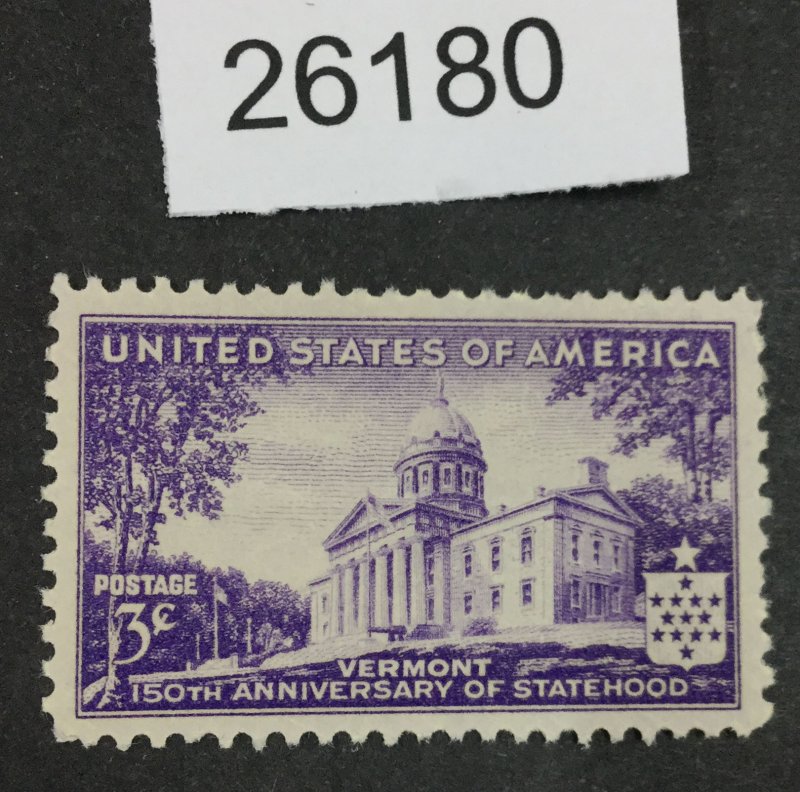 26180
UNITED STATES OF AMERICA
POSTAGE
3¢
VERMONT
150TH ANNIVERSARY OF STATEHOOD